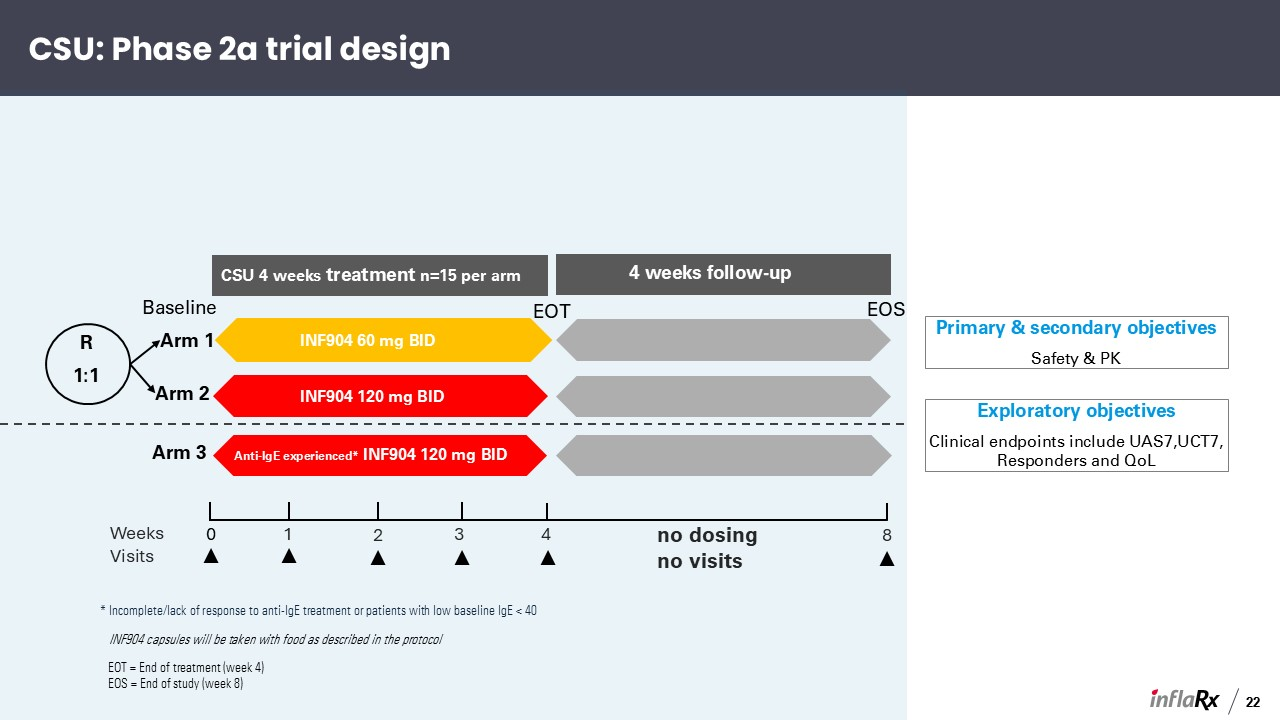 CSU: Phase 2a trial design
CSU 4 weeks treatment n=15 per arm
4 weeks follow-up
Baseline
EOT
EOS
R
1:1
Arm 1
INF904 60 mg BID
Arm 2
INF904 120 mg BID
Arm 3
Anti-IgE experienced* INF904 120 mg BID
Weeks
0
1
2
3
4
no dosing
8
Visits
no visits
* Incomplete/lack of response to anti-IgE treatment or patients with low baseline IgE < 40
INF904 capsules will be taken with food as described in the protocol
EOT = End of treatment (week 4)
EOS = End of study (week 8)
Primary & secondary objectives
Safety & PK
Exploratory objectives
Clinical endpoints include UAS7,UCT7,
Responders and QoL
inflaRx
22